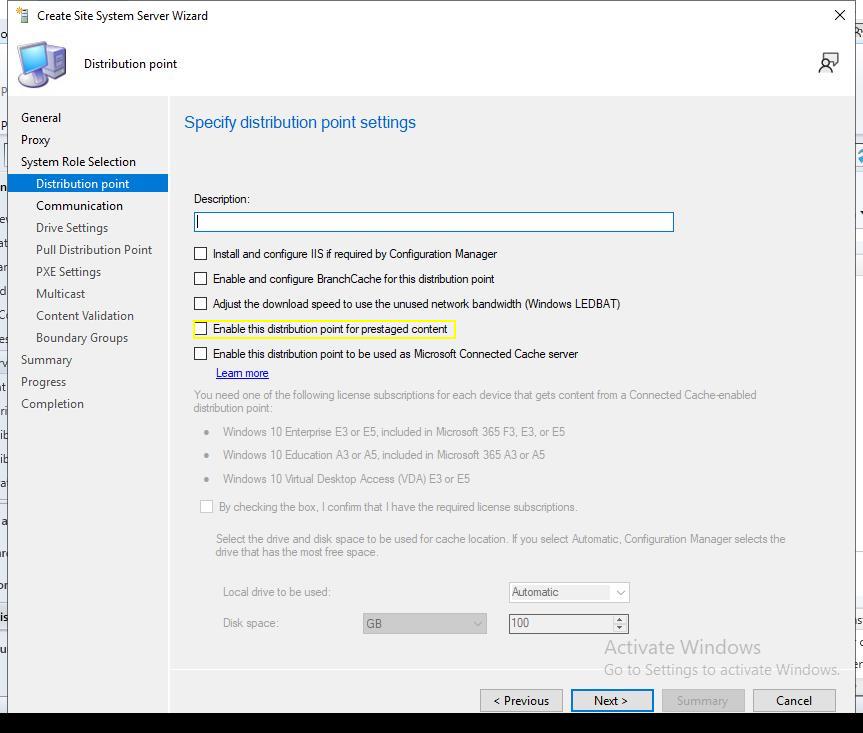 Create Site System Server Wizard
Distribution point
General
Proxy
System Role Selection
Distribution point
Communication
Drive Settings
Pull Distribution Point
PXE Settings
Multicast
Content Validation
Boundary Groups
Summary
Progress
Completion
Specify distribution point settings
Description:
Install and configure IIS if required by Configuration Manager
Enable and configure BranchCache for this distribution point
Adjust the download speed to use the unused network bandwidth (Windows LEDBAT)
Enable this distribution point for prestaged content
Enable this distribution point to be used as Microsoft Connected Cache server
Learn more
You need one of the following license subscriptions for each device that gets content from a Connected Cache-enabled
distribution point:
• Windows 10 Enterprise E3 or E5, included in Microsoft 365 F3, E3, or E5
• Windows 10 Education A3 or A5, included in Microsoft 365 A3 or A5
• Windows 10 Virtual Desktop Access (VDA) E3 or E5
By checking the box, I confirm that I have the required license subscriptions.
Select the drive and disk space to be used for cache location. If you select Automatic, Configuration Manager selects the
drive that has the most free space.
Local drive to be used: Automatic
Disk space: GB 100
Activate Windows
Go to Settings to activate Windows.
< Previous Next > Summary Cancel